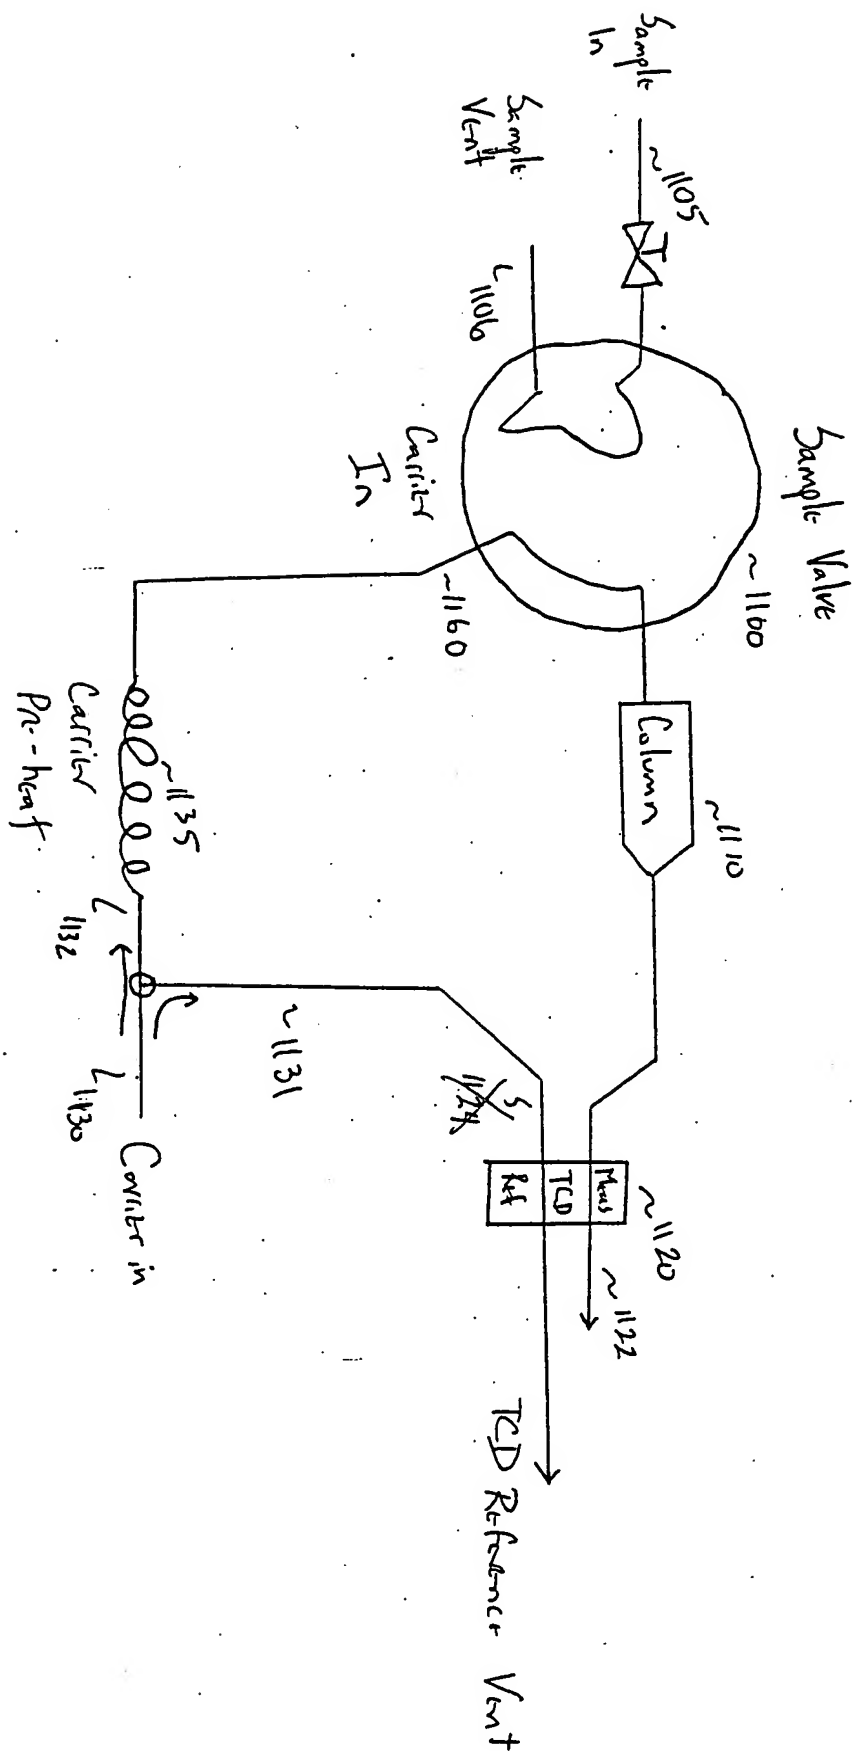 Sample
In
~1105
Sample
Vent
1106
Sample Valve
~1100
Carrier
In
~1160
Column
~1110
Carrier
Pre-heat
~1135
1132
1130
Carrier in
~1131
Meas
TCD
Ref
~1120
~1122
TCD Reference Vent